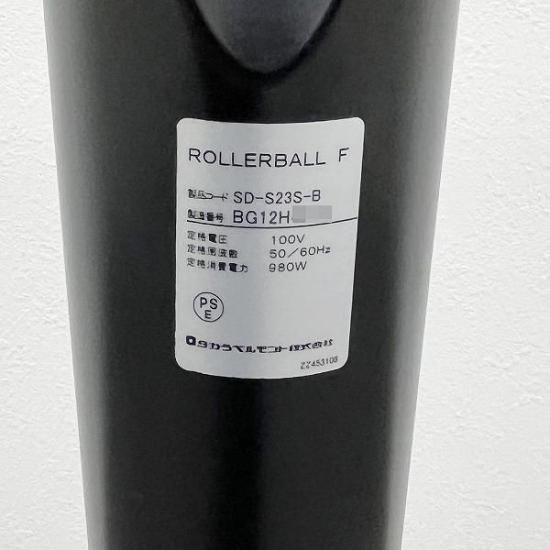 ROLLERBALL F
製品コード SD-S23S-B
製造番号 BG12H
定格電圧 100V
定格周波数 50/60Hz
定格消費電力 980W
PS
E
タカラベルモント株式会社
ZZ453108